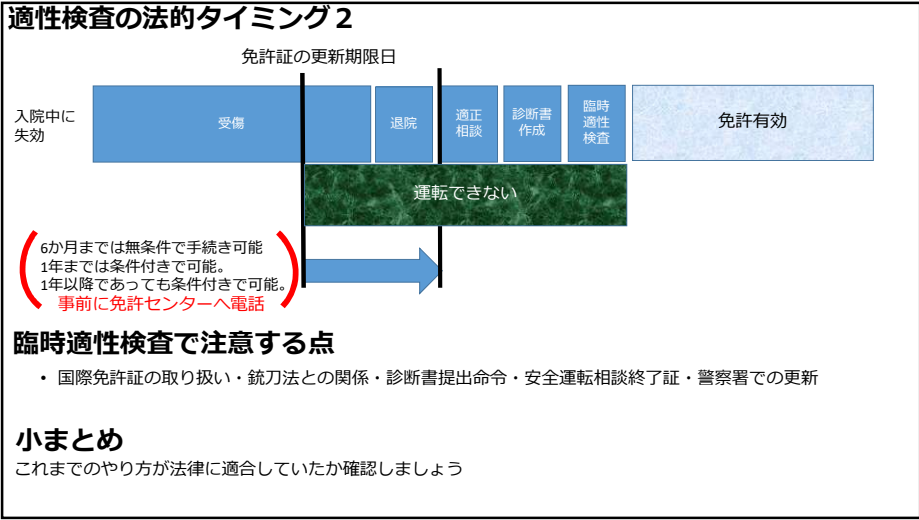 適性検査の法的タイミング２
免許証の更新期限日
入院中に
失効
受傷
退院
適正
相談
診断書
作成
臨時
適性
検査
免許有効
運転できない
6か月までは無条件で手続き可能
1年までは条件付きで可能。
1年以降であっても条件付きで可能。
事前に免許センターへ電話
臨時適性検査で注意する点
• 国際免許証の取り扱い・銃刀法との関係・診断書提出命令・安全運転相談終了証・警察署での更新
小まとめ
これまでのやり方が法律に適合していたか確認しましょう